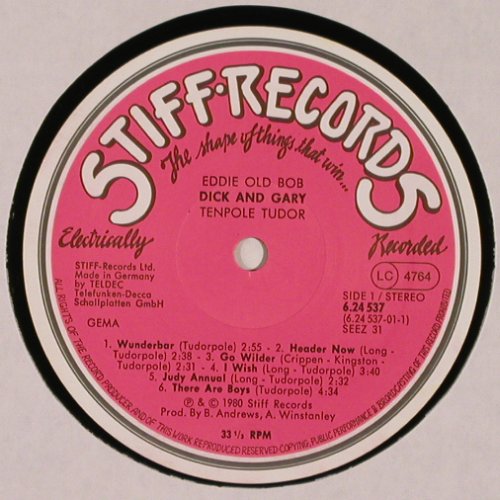 STIFF·RECORDS
The shape of things that win...
EDDIE OLD BOB
DICK AND GARY
TENPOLE TUDOR
Electrically
Recorded
STIFF-Records Ltd.
Made in Germany
by TELDEC
Telefunken-Decca
Schallplatten GmbH
GEMA
LC 4764
SIDE 1 / STEREO
6.24 537
(6.24 537-01-1)
SEEZ 31
1. Wunderbar (Tudorpole) 2:55 - 2. Header Now (Long -
Tudorpole) 2:38 - 3. Go Wilder (Crippen - Kingston -
Tudorpole) 2:31 - 4. I Wish (Long - Tudorpole) 3:40
5. Judy Annual (Long - Tudorpole) 2:32
6. There Are Boys (Tudorpole) 4:34
℗ & © 1980 Stiff Records
Prod. By B. Andrews, A. Winstanley
33 1/3 RPM
ALL RIGHTS OF THE RECORD PRODUCER AND OF THIS WORK REPRODUCED RESERVED COPYING, PUBLIC PERFORMANCE & BROADCASTING OF THIS RECORD PROHIBITED